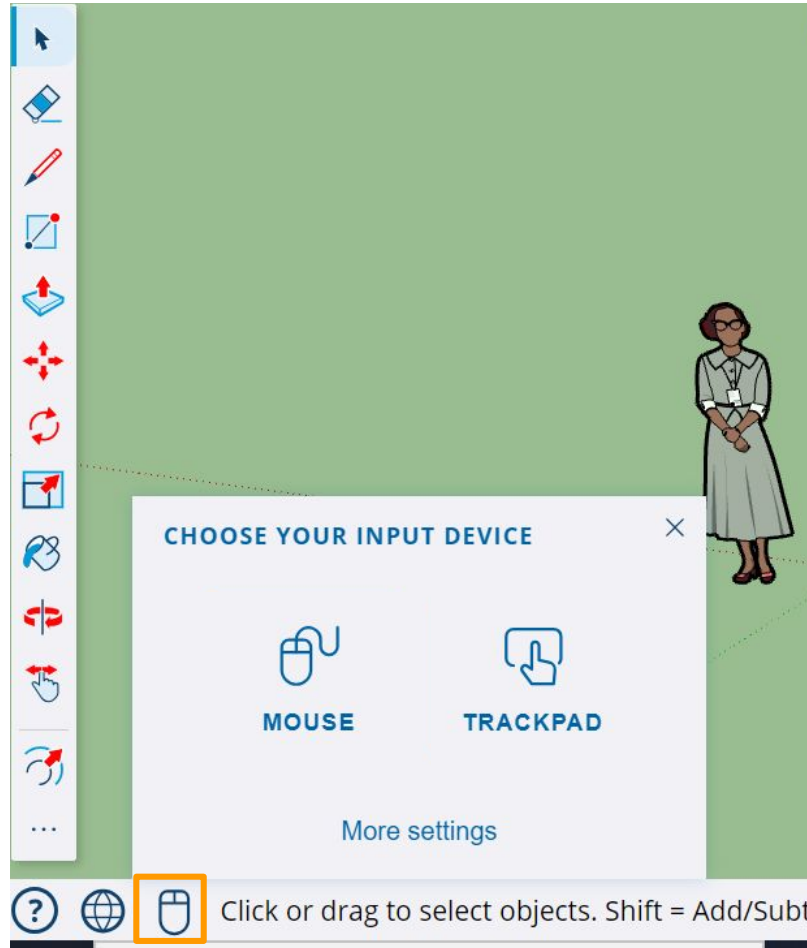 CHOOSE YOUR INPUT DEVICE
MOUSE
TRACKPAD
More settings
? Click or drag to select objects. Shift = Add/Subt